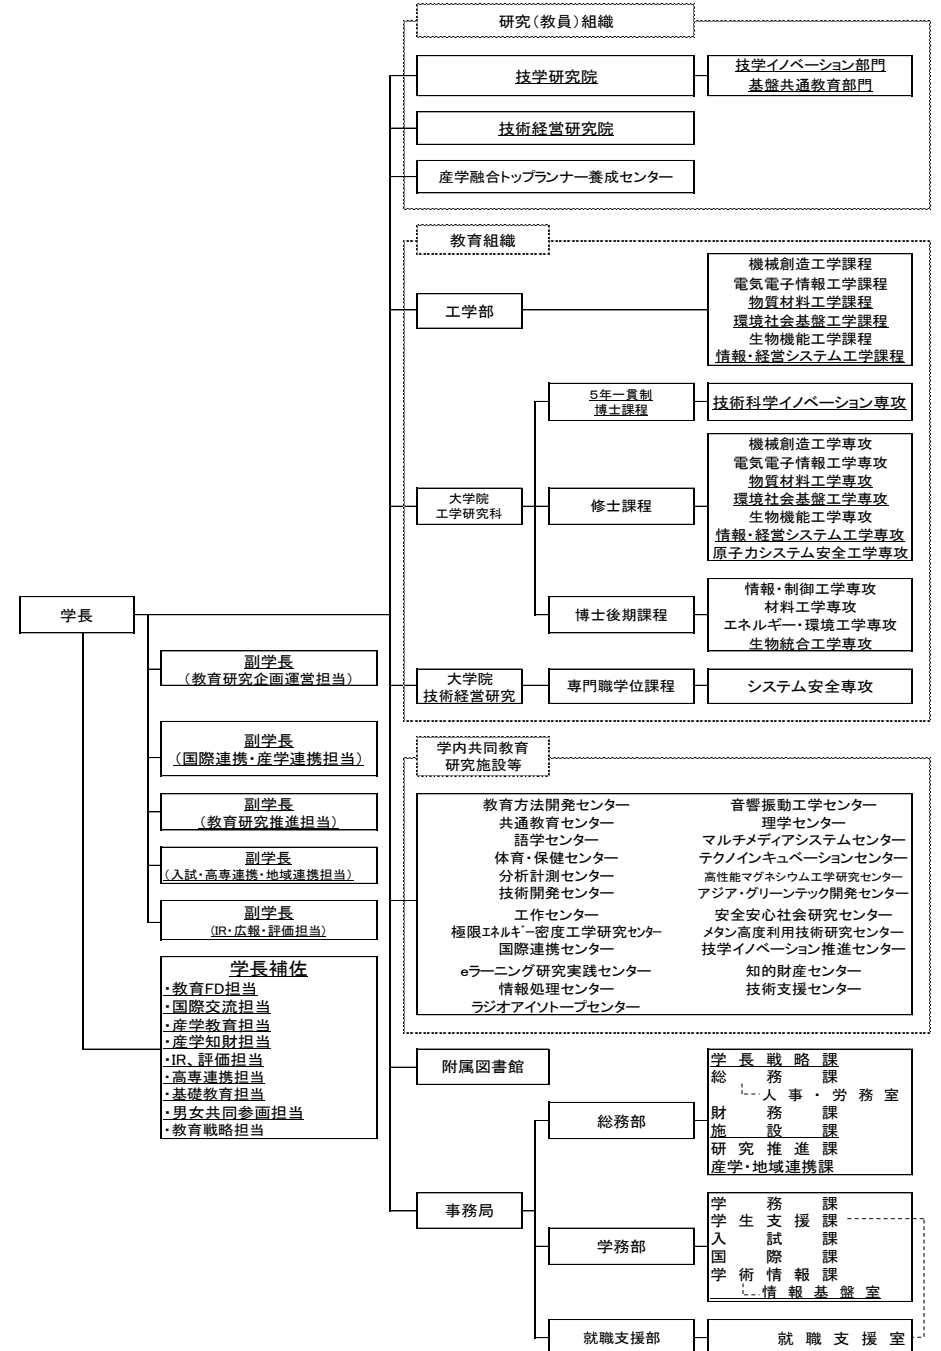 研究（教員）組織
技学研究院
技学イノベーション部門
基盤共通教育部門
技術経営研究院
産学融合トップランナー養成センター
教育組織
工学部
機械創造工学課程
電気電子情報工学課程
物質材料工学課程
環境社会基盤工学課程
生物機能工学課程
情報・経営システム工学課程
大学院
工学研究科
5年一貫制
博士課程
技術科学イノベーション専攻
修士課程
機械創造工学専攻
電気電子情報工学専攻
物質材料工学専攻
環境社会基盤工学専攻
生物機能工学専攻
情報・経営システム工学専攻
原子力システム安全工学専攻
博士後期課程
情報・制御工学専攻
材料工学専攻
エネルギー・環境工学専攻
生物統合工学専攻
大学院
技術経営研究
専門職学位課程
システム安全専攻
学長
副学長
（教育研究企画運営担当）
副学長
（国際連携・産学連携担当）
副学長
（教育研究推進担当）
副学長
（入試・高専連携・地域連携担当）
副学長
（IR・広報・評価担当）
学長補佐
・教育FD担当
・国際交流担当
・産学教育担当
・産学知財担当
・IR、評価担当
・高専連携担当
・基礎教育担当
・男女共同参画担当
・教育戦略担当
学内共同教育
研究施設等
教育方法開発センター
共通教育センター
語学センター
体育・保健センター
分析計測センター
技術開発センター
工作センター
極限エネルギー密度工学研究センター
国際連携センター
eラーニング研究実践センター
情報処理センター
ラジオアイソトープセンター
音響振動工学センター
理学センター
マルチメディアシステムセンター
テクノインキュベーションセンター
高性能マグネシウム工学研究センター
アジア・グリーンテック開発センター
安全安心社会研究センター
メタン高度利用技術研究センター
技学イノベーション推進センター
知的財産センター
技術支援センター
附属図書館
事務局
総務部
学長戦略課
総務課
人事・労務室
財務課
施設課
研究推進課
産学・地域連携課
学務部
学務課
学生支援課
入試課
国際課
学術情報課
情報基盤室
就職支援部
就職支援室